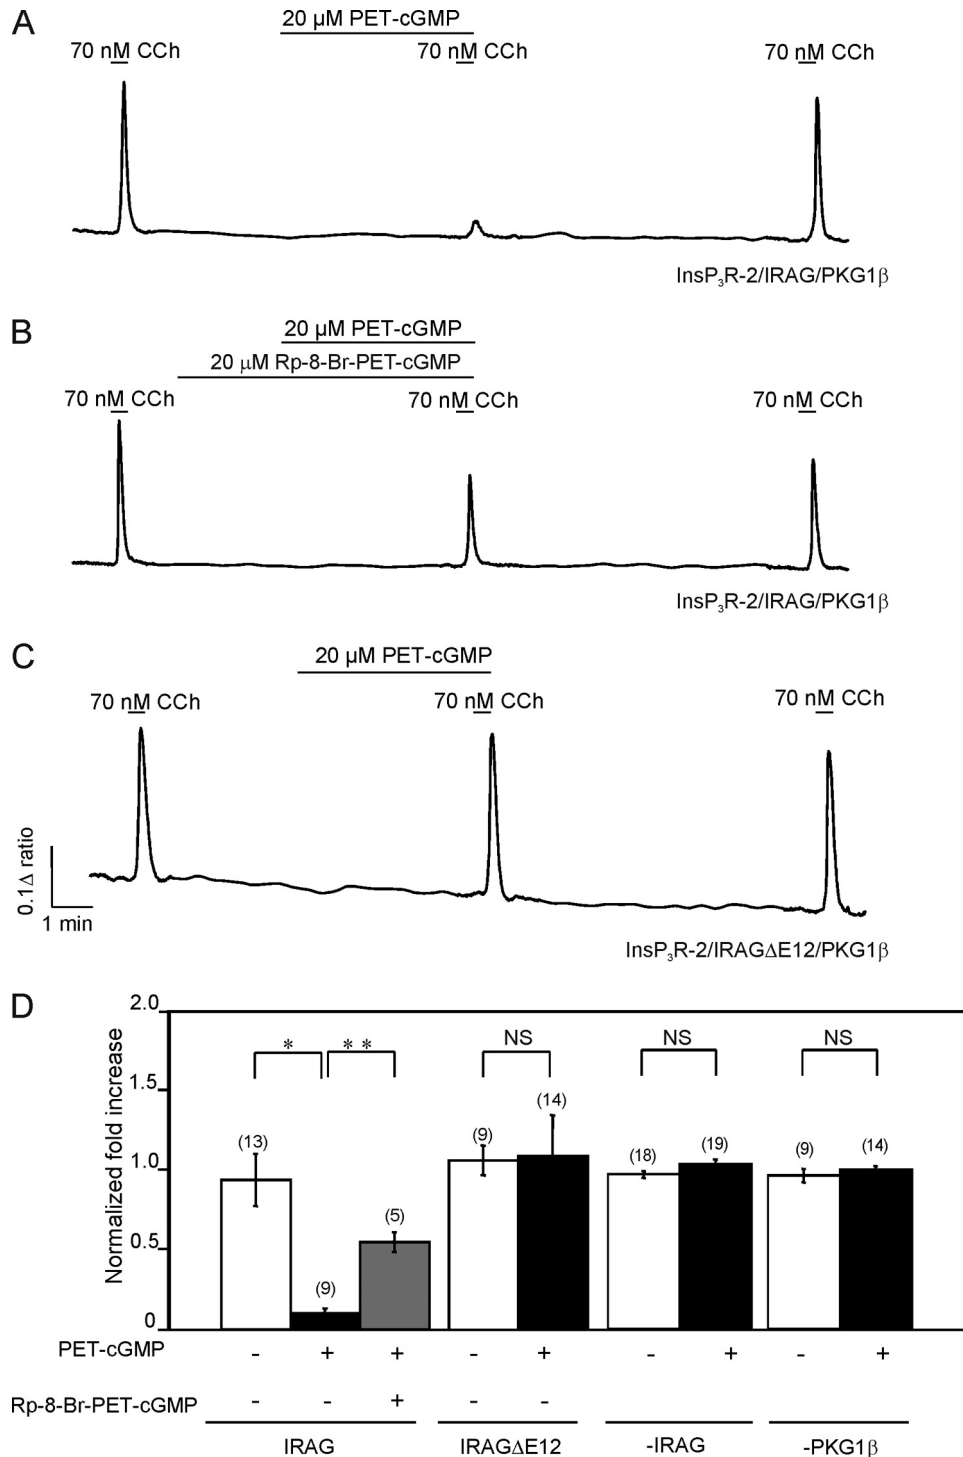 A
20 µM PET-cGMP
70 nM CCh 70 nM CCh 70 nM CCh
InsP₃R-2/IRAG/PKG1β
B
20 µM PET-cGMP
20 µM Rp-8-Br-PET-cGMP
70 nM CCh 70 nM CCh 70 nM CCh
InsP₃R-2/IRAG/PKG1β
C
20 µM PET-cGMP
70 nM CCh 70 nM CCh 70 nM CCh
0.1Δ ratio
1 min
InsP₃R-2/IRAGΔE12/PKG1β
D
Normalized fold increase
2.0
1.5
1.0
0.5
0
* ** NS NS NS
(13) (9) (5) (9) (14) (18) (19) (9) (14)
PET-cGMP - + + - + - + - +
Rp-8-Br-PET-cGMP - - + - -
IRAG IRAGΔE12 -IRAG -PKG1β